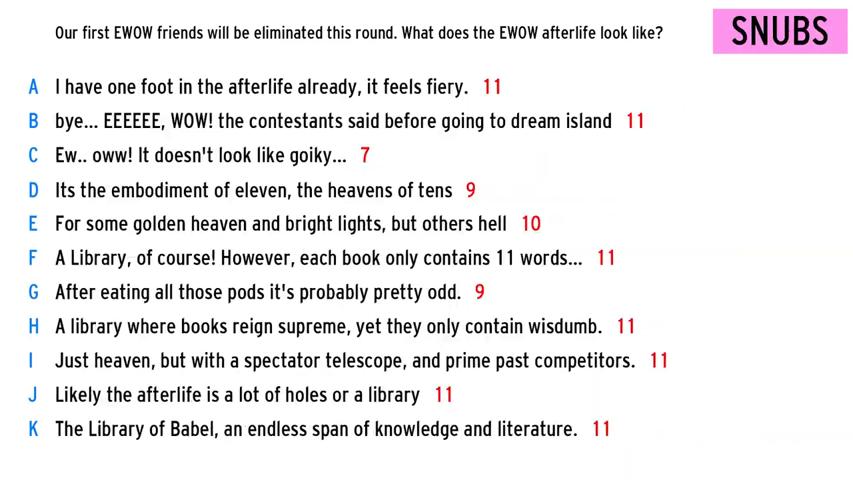 Our first EWOW friends will be eliminated this round. What does the EWOW afterlife look like?
SNUBS
A I have one foot in the afterlife already, it feels fiery. 11
B bye... EEEEEE, WOW! the contestants said before going to dream island 11
C Ew.. oww! It doesn't look like goiky... 7
D Its the embodiment of eleven, the heavens of tens 9
E For some golden heaven and bright lights, but others hell 10
F A Library, of course! However, each book only contains 11 words... 11
G After eating all those pods it's probably pretty odd. 9
H A library where books reign supreme, yet they only contain wisdumb. 11
I Just heaven, but with a spectator telescope, and prime past competitors. 11
J Likely the afterlife is a lot of holes or a library 11
K The Library of Babel, an endless span of knowledge and literature. 11